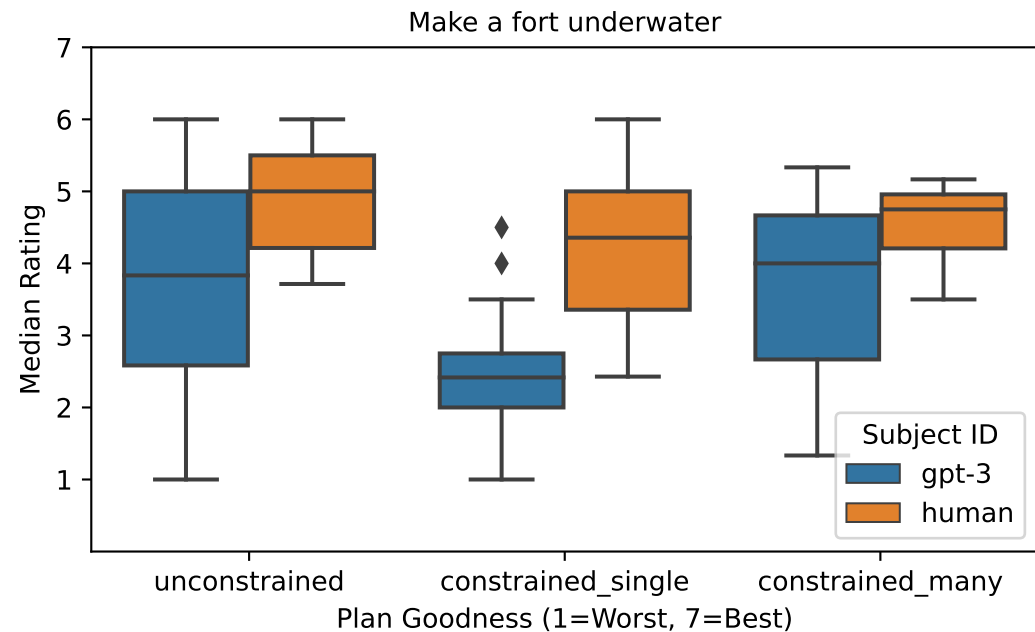 Make a fort underwater
Median Rating
7
6
5
4
3
2
1
Subject ID
gpt-3
human
unconstrained
constrained_single
constrained_many
Plan Goodness (1=Worst, 7=Best)